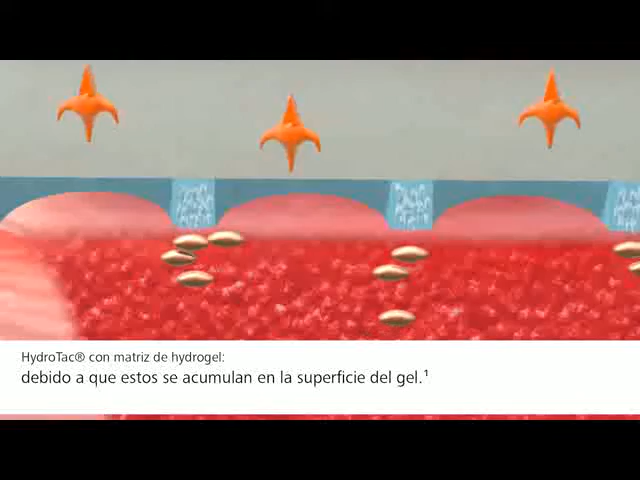 HydroTac® con matriz de hydrogel:
debido a que estos se acumulan en la superficie del gel.¹